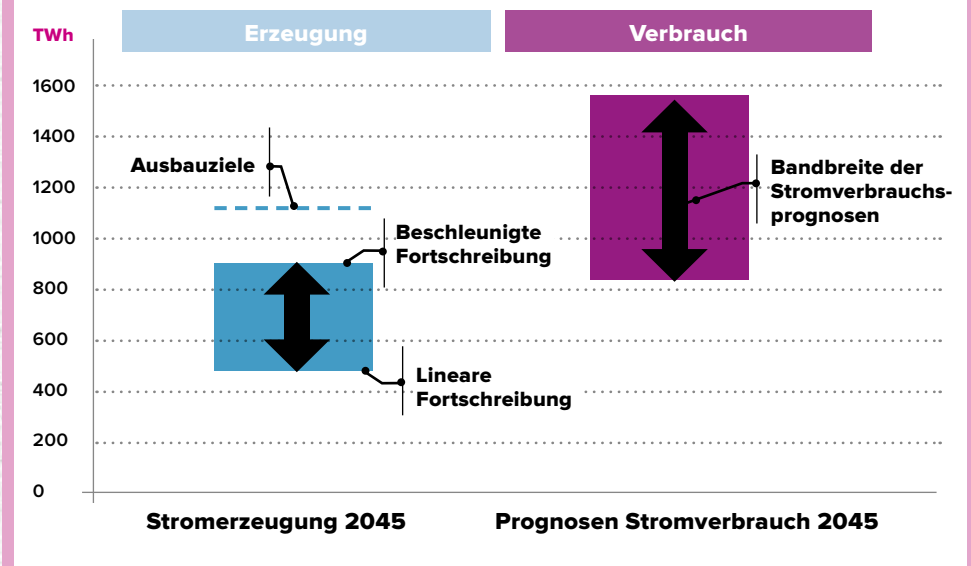 TWh
Erzeugung
Verbrauch
1600
1400
1200
1000
800
600
400
200
0
Ausbauziele
Beschleunigte
Fortschreibung
Lineare
Fortschreibung
Bandbreite der
Stromverbrauchs-
prognosen
Stromerzeugung 2045
Prognosen Stromverbrauch 2045